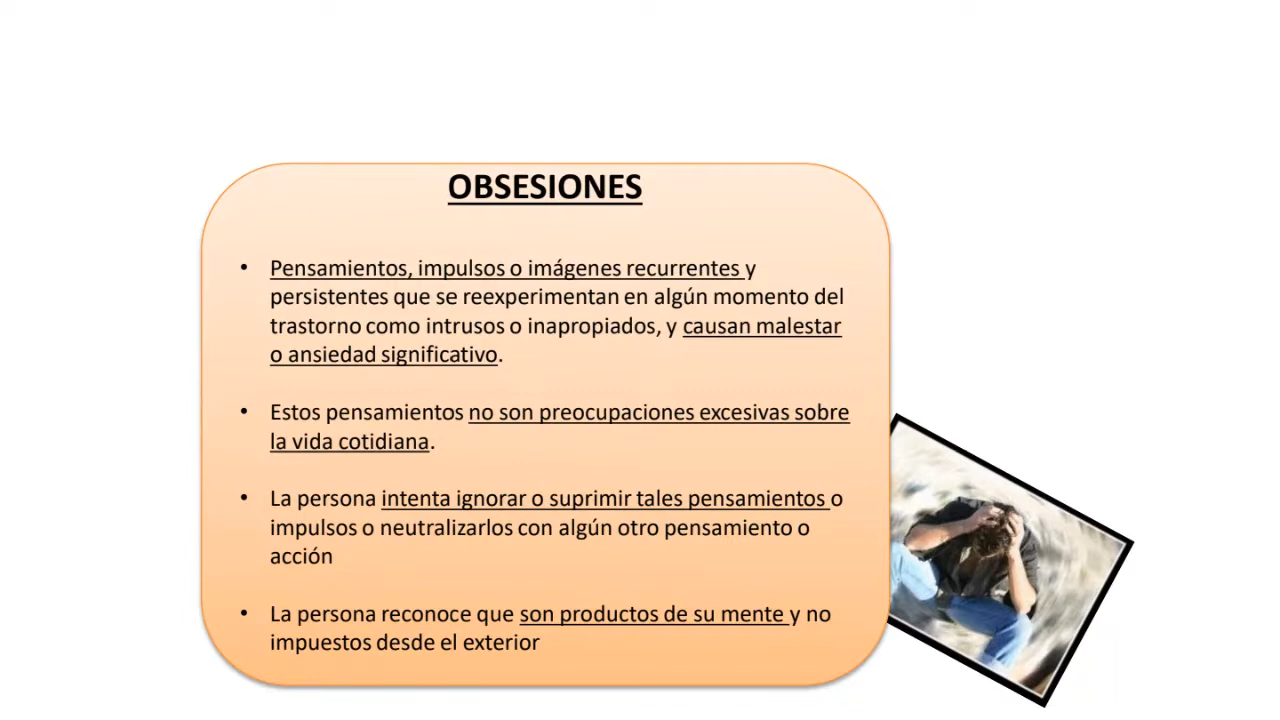 OBSESIONES
• Pensamientos, impulsos o imágenes recurrentes y
persistentes que se reexperimentan en algún momento del
trastorno como intrusos o inapropiados, y causan malestar
o ansiedad significativo.
• Estos pensamientos no son preocupaciones excesivas sobre
la vida cotidiana.
• La persona intenta ignorar o suprimir tales pensamientos o
impulsos o neutralizarlos con algún otro pensamiento o
acción
• La persona reconoce que son productos de su mente y no
impuestos desde el exterior